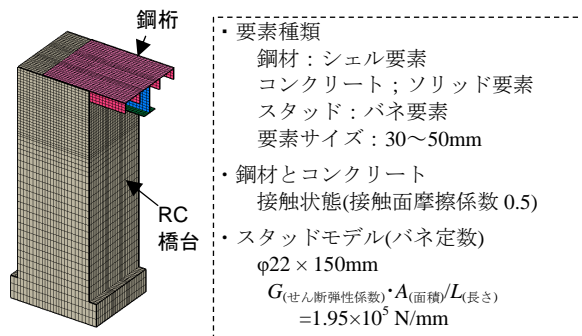 鋼桁
RC
橋台
・要素種類
鋼材：シェル要素
コンクリート；ソリッド要素
スタッド：バネ要素
要素サイズ：30～50mm
・鋼材とコンクリート
接触状態(接触面摩擦係数 0.5)
・スタッドモデル(バネ定数)
φ22 × 150mm
G(せん断弾性係数)・A(面積)/L(長さ)
=1.95×10⁵ N/mm